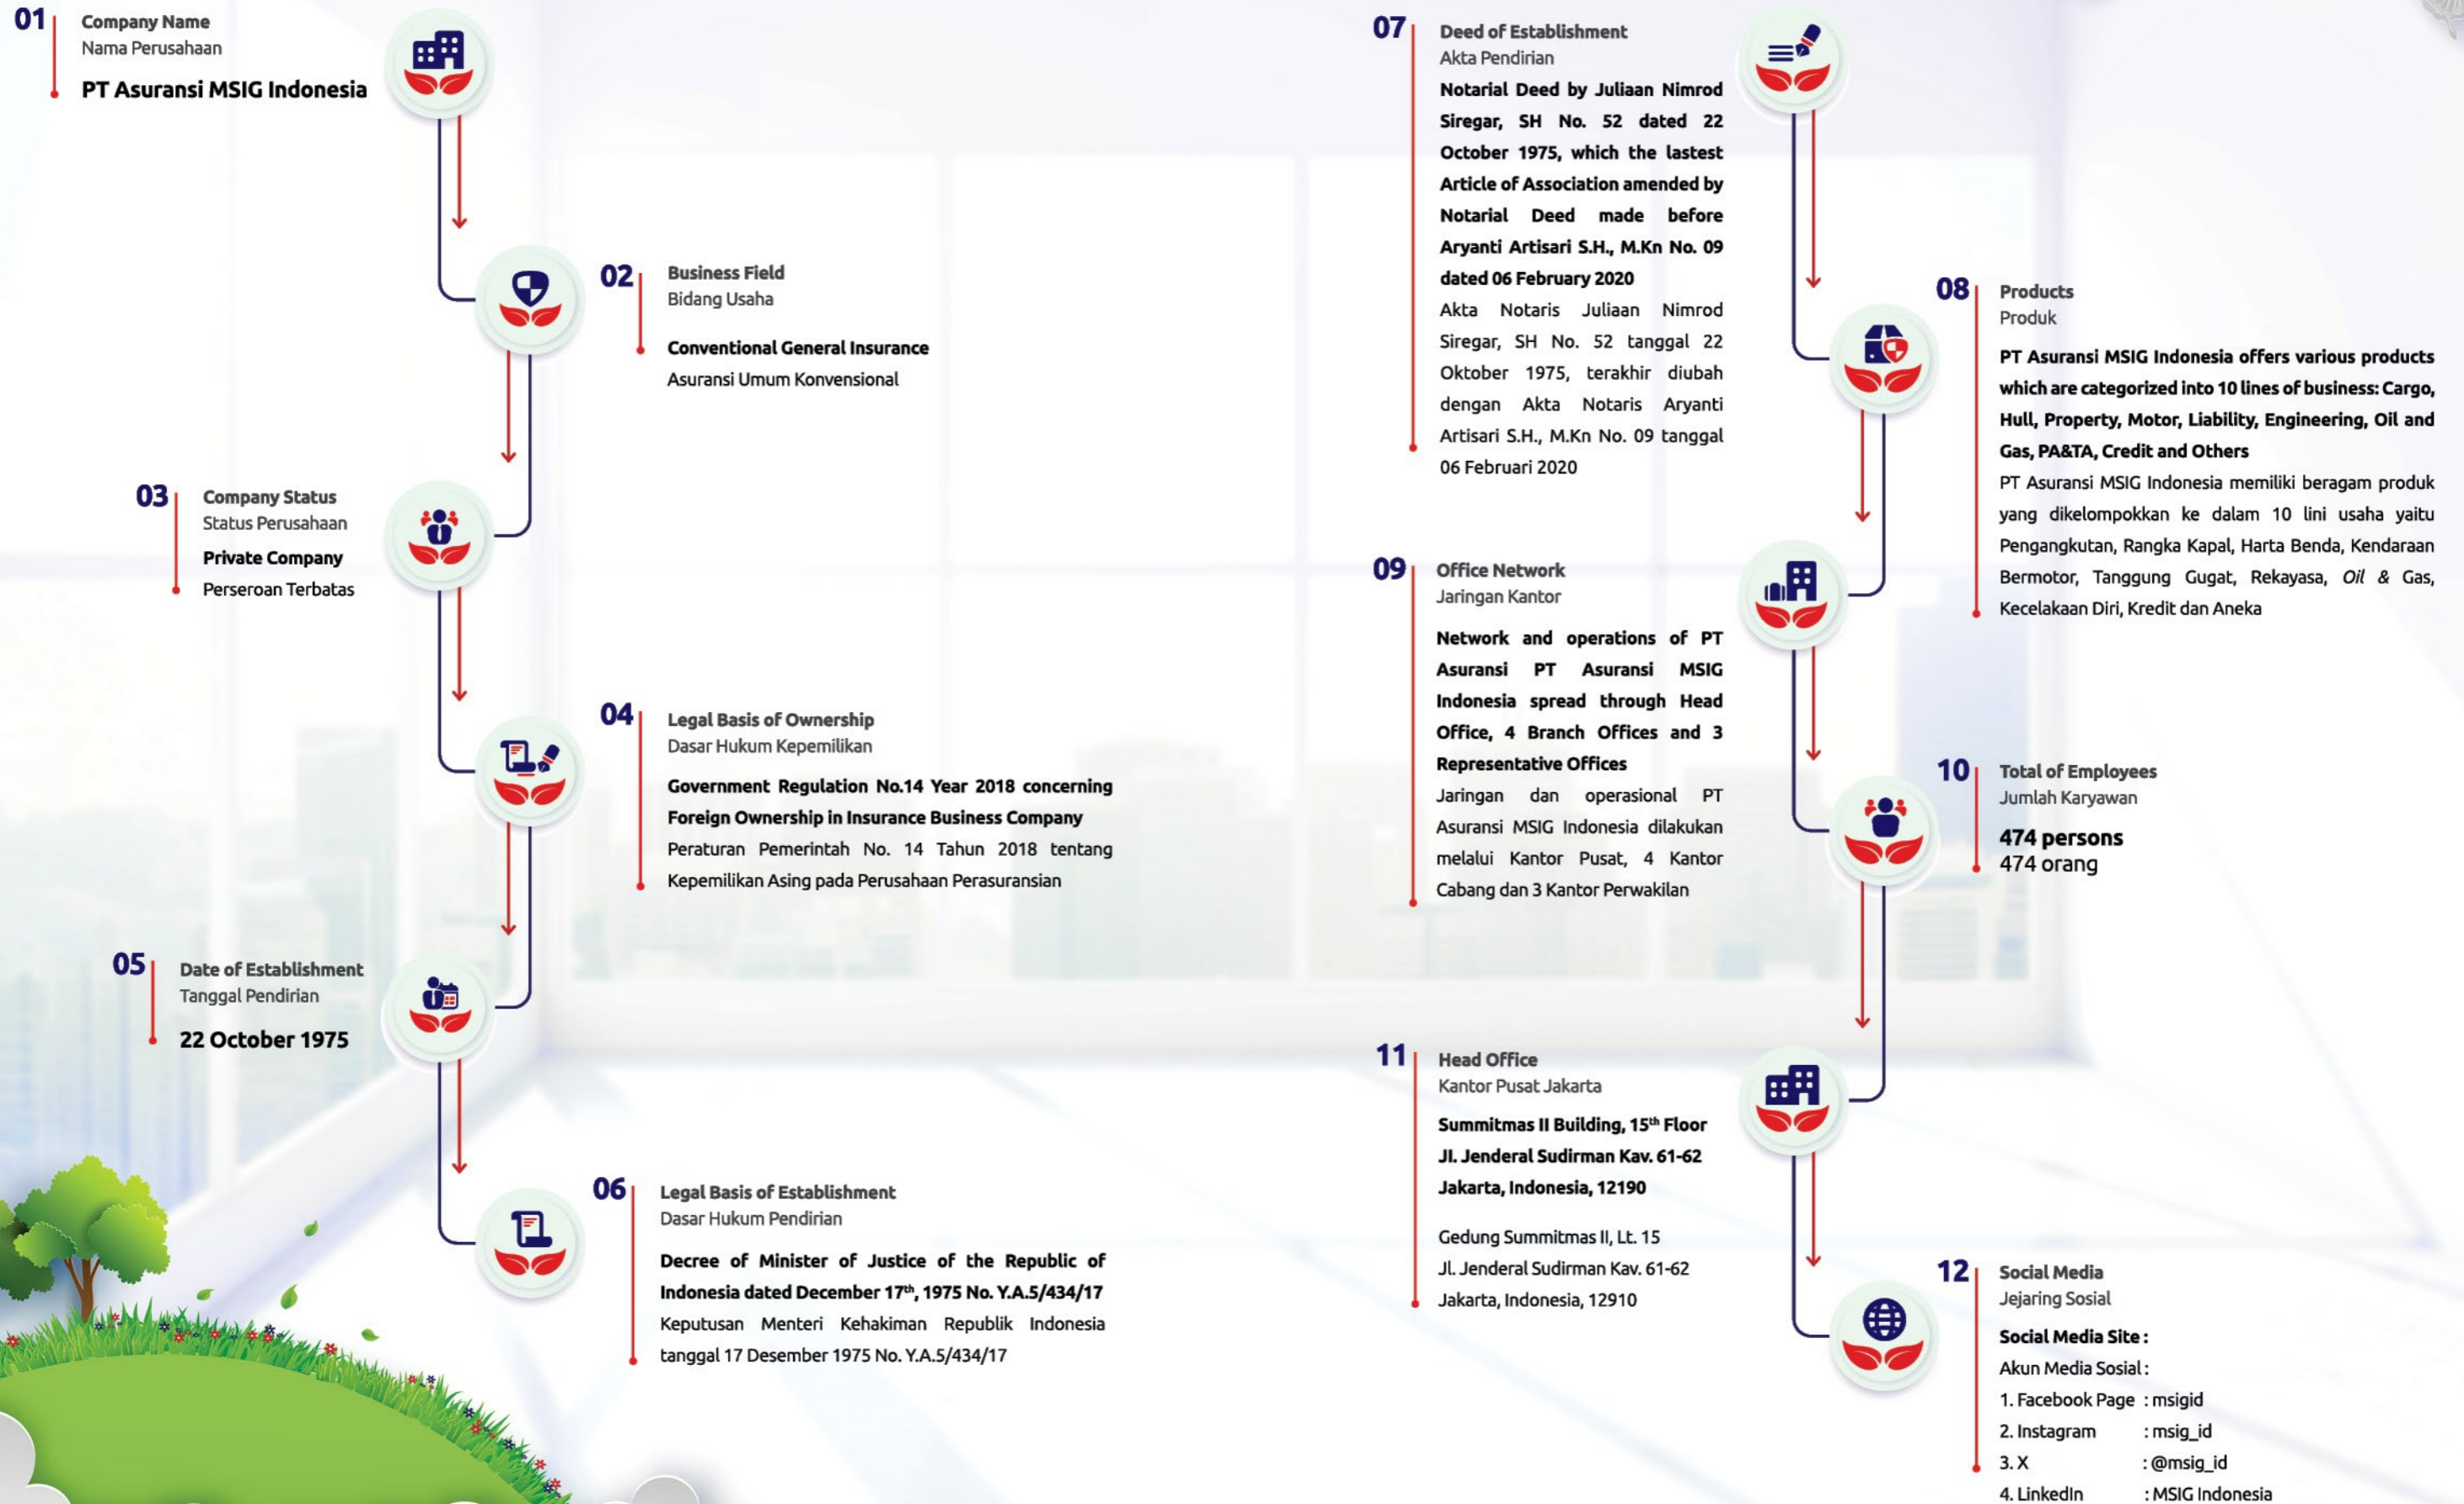 01
Company Name
Nama Perusahaan
PT Asuransi MSIG Indonesia
02
Business Field
Bidang Usaha
Conventional General Insurance
Asuransi Umum Konvensional
03
Company Status
Status Perusahaan
Private Company
Perseroan Terbatas
04
Legal Basis of Ownership
Dasar Hukum Kepemilikan
Government Regulation No.14 Year 2018 concerning
Foreign Ownership in Insurance Business Company
Peraturan Pemerintah No. 14 Tahun 2018 tentang
Kepemilikan Asing pada Perusahaan Perasuransian
05
Date of Establishment
Tanggal Pendirian
22 October 1975
06
Legal Basis of Establishment
Dasar Hukum Pendirian
Decree of Minister of Justice of the Republic of
Indonesia dated December 17th, 1975 No. Y.A.5/434/17
Keputusan Menteri Kehakiman Republik Indonesia
tanggal 17 Desember 1975 No. Y.A.5/434/17
07
Deed of Establishment
Akta Pendirian
Notarial Deed by Juliaan Nimrod
Siregar, SH No. 52 dated 22
October 1975, which the lastest
Article of Association amended by
Notarial Deed made before
Aryanti Artisari S.H., M.Kn No. 09
dated 06 February 2020
Akta Notaris Juliaan Nimrod
Siregar, SH No. 52 tanggal 22
Oktober 1975, terakhir diubah
dengan Akta Notaris Aryanti
Artisari S.H., M.Kn No. 09 tanggal
06 Februari 2020
08
Products
Produk
PT Asuransi MSIG Indonesia offers various products
which are categorized into 10 lines of business: Cargo,
Hull, Property, Motor, Liability, Engineering, Oil and
Gas, PA&TA, Credit and Others
PT Asuransi MSIG Indonesia memiliki beragam produk
yang dikelompokkan ke dalam 10 lini usaha yaitu
Pengangkutan, Rangka Kapal, Harta Benda, Kendaraan
Bermotor, Tanggung Gugat, Rekayasa, Oil & Gas,
Kecelakaan Diri, Kredit dan Aneka
09
Office Network
Jaringan Kantor
Network and operations of PT
Asuransi PT Asuransi MSIG
Indonesia spread through Head
Office, 4 Branch Offices and 3
Representative Offices
Jaringan dan operasional PT
Asuransi MSIG Indonesia dilakukan
melalui Kantor Pusat, 4 Kantor
Cabang dan 3 Kantor Perwakilan
10
Total of Employees
Jumlah Karyawan
474 persons
474 orang
11
Head Office
Kantor Pusat Jakarta
Summitmas II Building, 15th Floor
Jl. Jenderal Sudirman Kav. 61-62
Jakarta, Indonesia, 12190
Gedung Summitmas II, Lt. 15
Jl. Jenderal Sudirman Kav. 61-62
Jakarta, Indonesia, 12910
12
Social Media
Jejaring Sosial
Social Media Site :
Akun Media Sosial :
1. Facebook Page : msigid
2. Instagram : msig_id
3. X : @msig_id
4. LinkedIn : MSIG Indonesia